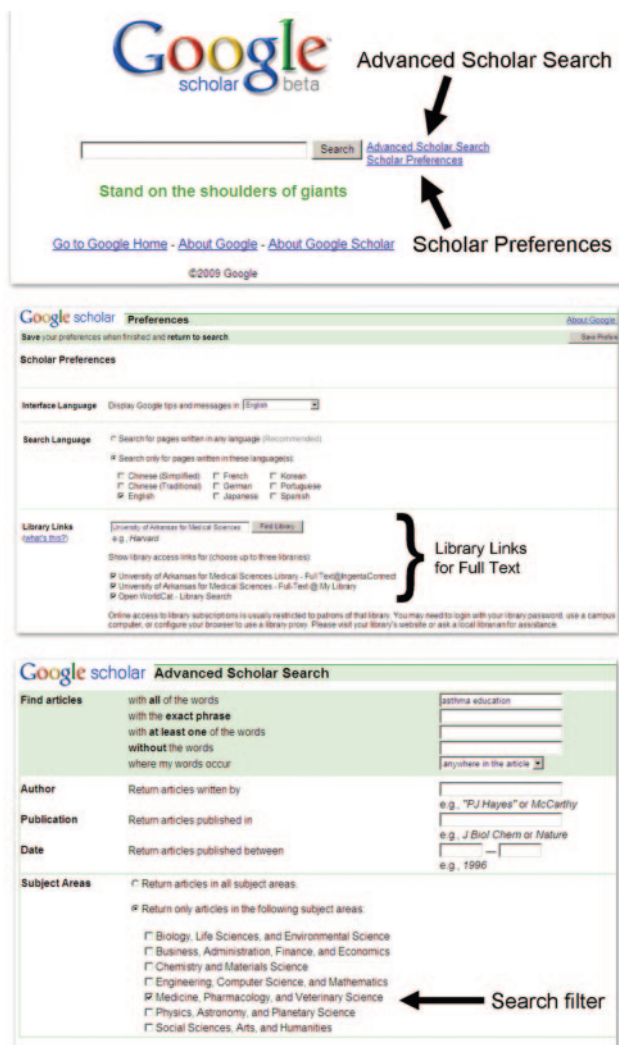 Google
scholar beta
Advanced Scholar Search
Search Advanced Scholar Search
Scholar Preferences
Stand on the shoulders of giants
Go to Google Home - About Google - About Google Scholar
Scholar Preferences
©2009 Google
Google scholar Preferences About Google
Save your preferences when finished and return to search Save Prefere
Scholar Preferences
Interface Language Display Google tips and messages in English
Search Language Search for pages written in any language (Recommended)
Search only for pages written in these language(s):
Chinese (Simplified) French Korean
Chinese (Traditional) German Portuguese
English Japanese Spanish
Library Links University of Arkansas for Medical Sciences Find Library
(what's this?) e.g., Harvard
Library Links
for Full Text
Show library access links for (choose up to three libraries):
University of Arkansas for Medical Sciences Library - Full Text@IngentaConnect
University of Arkansas for Medical Sciences - Full-Text @ My Library
Open WorldCat - Library Search
Online access to library subscriptions is usually restricted to patrons of that library. You may need to login with your library password, use a campus
computer, or configure your browser to use a library proxy. Please visit your library's website or ask a local librarian for assistance.
Google scholar Advanced Scholar Search
Find articles with all of the words asthma education
with the exact phrase
with at least one of the words
without the words
where my words occur anywhere in the article
Author Return articles written by
e.g., "PJ Hayes" or McCarthy
Publication Return articles published in
e.g., J Biol Chem or Nature
Date Return articles published between —
e.g., 1996
Subject Areas Return articles in all subject areas.
Return only articles in the following subject areas:
Biology, Life Sciences, and Environmental Science
Business, Administration, Finance, and Economics
Chemistry and Materials Science
Engineering, Computer Science, and Mathematics
Medicine, Pharmacology, and Veterinary Science
Search filter
Physics, Astronomy, and Planetary Science
Social Sciences, Arts, and Humanities